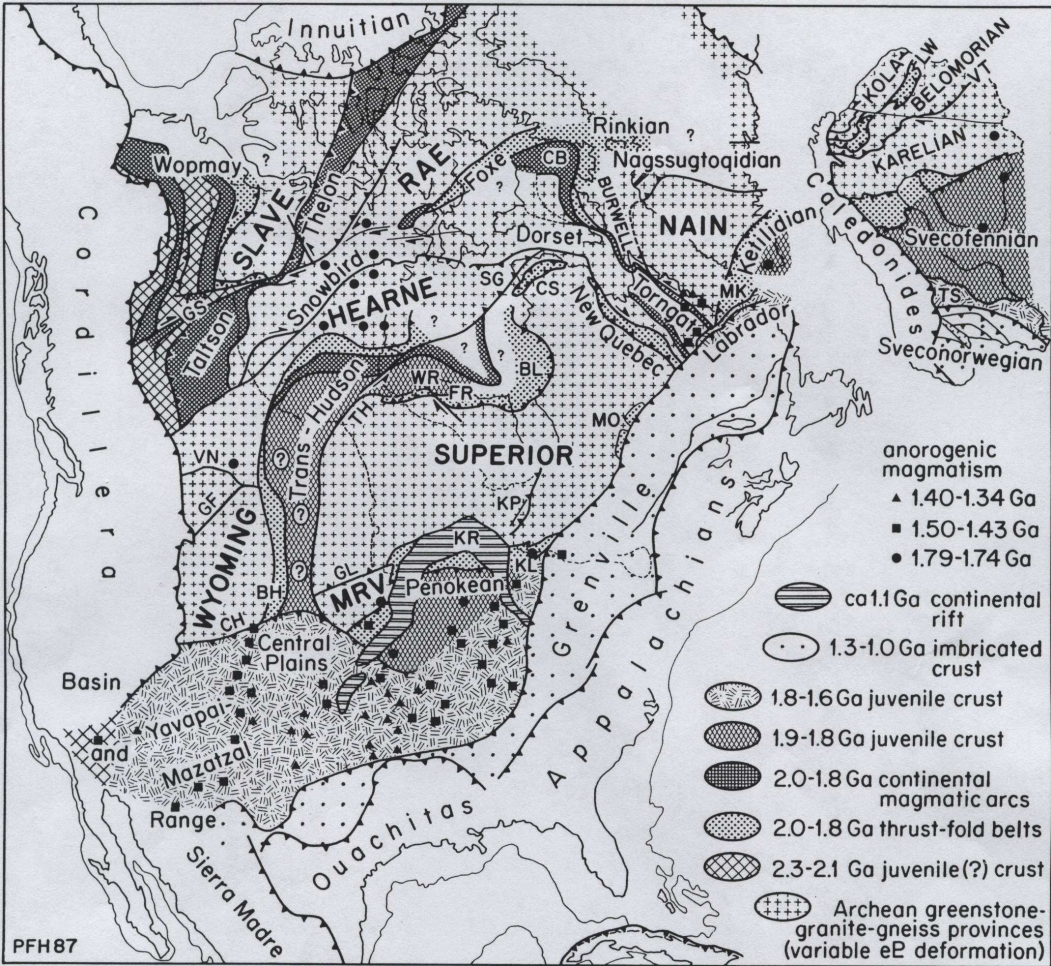 Innuitian
KOLA
LW
BELOMORIAN
VT
KARELIAN
Wopmay
?
SLAVE
Thelon
RAE
Foxe
?
CB
Rinkian
?
Nagssugtoqidian
BURWELL
NAIN
Ketilidian
Caledonides
Svecofennian
TS
Sveconorwegian
Cordillera
GS
Taltson
Snowbird
HEARNE
Dorset
SG
CS
New Quebec
Torngat
MK
Labrador
?
?
?
BL
WR
FR
TH
Trans-Hudson
?
?
?
MO
SUPERIOR
VN
GF
WYOMING
KP
KR
KL
GL
MRV
Penokean
BH
CH
Central
Plains
Grenville
Appalachians
Basin
and
Range
Yavapai
Mazatzal
Ouachitas
Sierra Madre
anorogenic
magmatism
1.40-1.34 Ga
1.50-1.43 Ga
1.79-1.74 Ga
ca 1.1 Ga continental
rift
1.3-1.0 Ga imbricated
crust
1.8-1.6 Ga juvenile crust
1.9-1.8 Ga juvenile crust
2.0-1.8 Ga continental
magmatic arcs
2.0-1.8 Ga thrust-fold belts
2.3-2.1 Ga juvenile(?) crust
Archean greenstone-
granite-gneiss provinces
(variable eP deformation)
PFH87